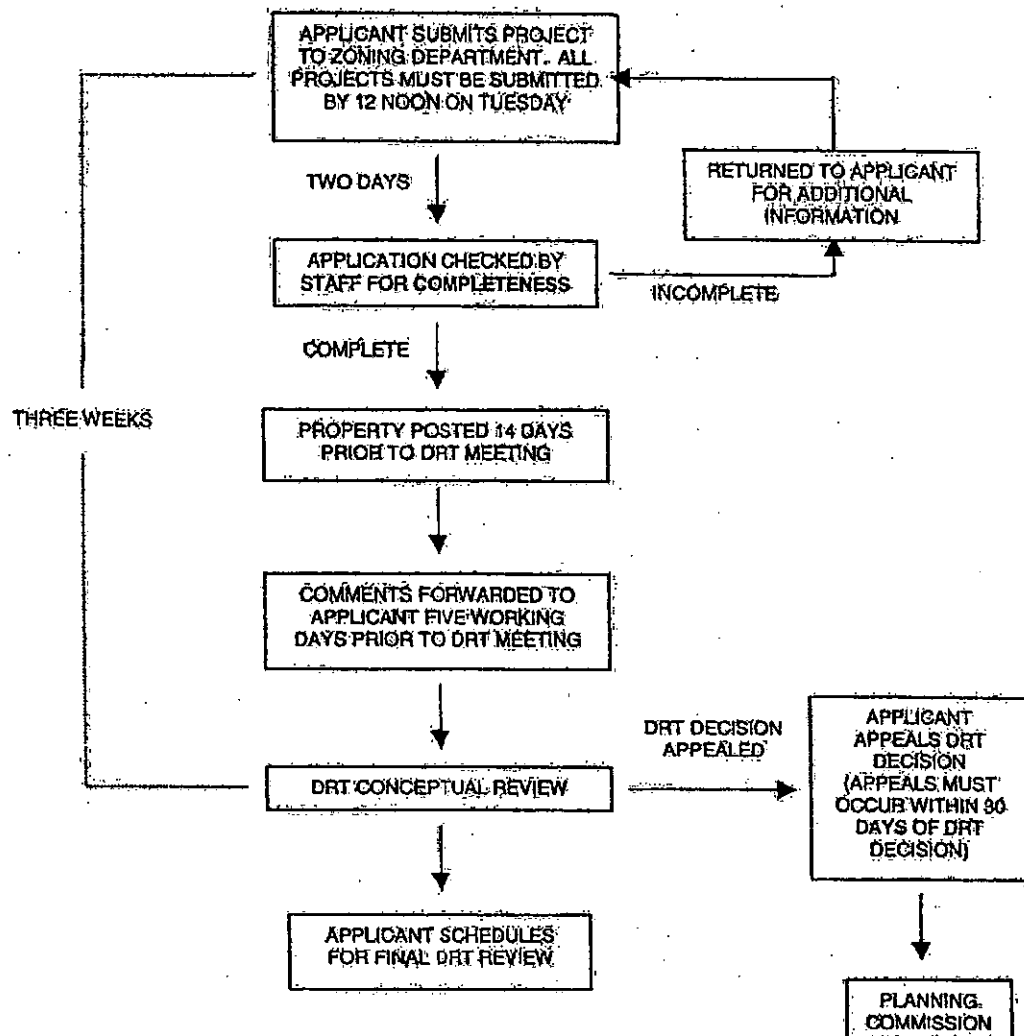 APPLICANT SUBMITS PROJECT
TO ZONING DEPARTMENT. ALL
PROJECTS MUST BE SUBMITTED
BY 12 NOON ON TUESDAY
TWO DAYS
RETURNED TO APPLICANT
FOR ADDITIONAL
INFORMATION
APPLICATION CHECKED BY
STAFF FOR COMPLETENESS
INCOMPLETE
COMPLETE
THREE WEEKS
PROPERTY POSTED 14 DAYS
PRIOR TO DRT MEETING
COMMENTS FORWARDED TO
APPLICANT FIVE WORKING
DAYS PRIOR TO DRT MEETING
DRT CONCEPTUAL REVIEW
DRT DECISION
APPEALED
APPLICANT
APPEALS DRT
DECISION
(APPEALS MUST
OCCUR WITHIN 30
DAYS OF DRT
DECISION)
APPLICANT SCHEDULES
FOR FINAL DRT REVIEW
PLANNING
COMMISSION